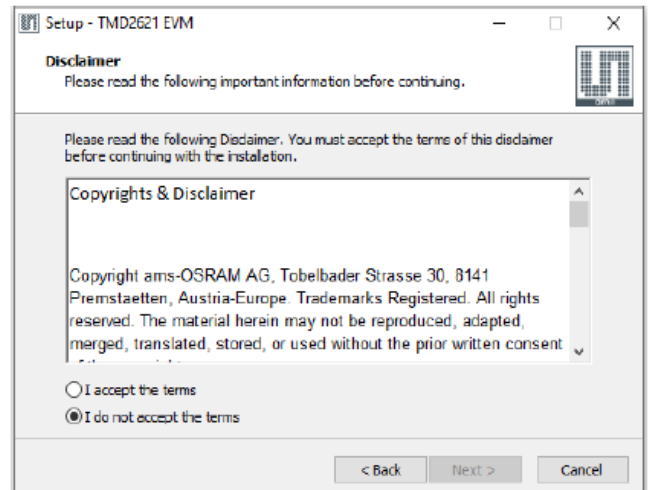 Setup - TMD2621 EVM
Disclaimer
Please read the following important information before continuing.
Please read the following Disclaimer. You must accept the terms of this disclaimer
before continuing with the installation.
Copyrights & Disclaimer
Copyright ams-OSRAM AG, Tobelbader Strasse 30, 8141
Premstaetten, Austria-Europe. Trademarks Registered. All rights
reserved. The material herein may not be reproduced, adapted,
merged, translated, stored, or used without the prior written consent
I accept the terms
I do not accept the terms
< Back
Next >
Cancel